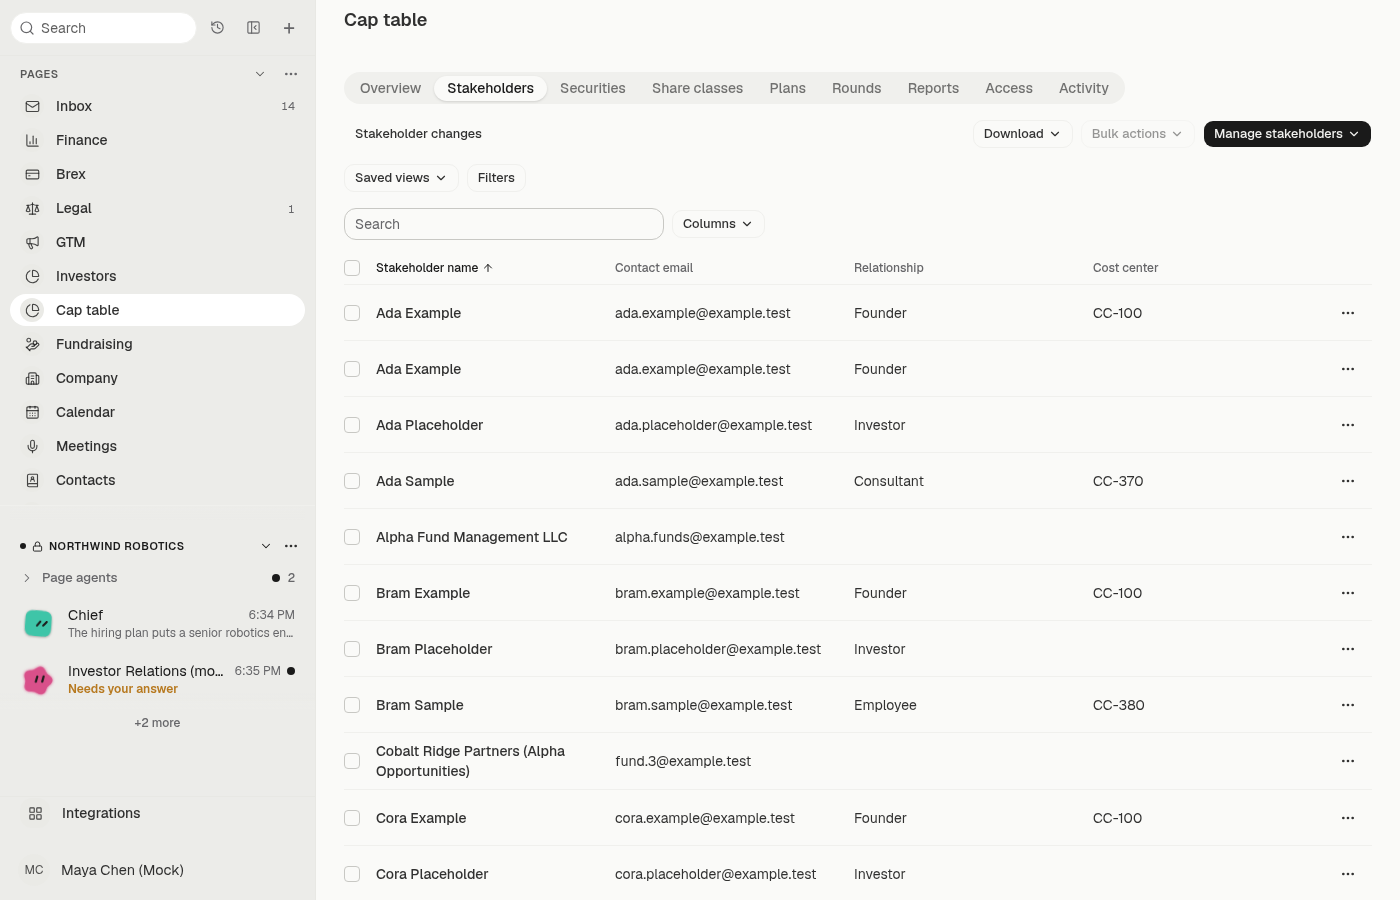 Search
PAGES
Inbox 14
Finance
Brex
Legal 1
GTM
Investors
Cap table
Fundraising
Company
Calendar
Meetings
Contacts
NORTHWIND ROBOTICS
Page agents 2
Chief 6:34 PM
The hiring plan puts a senior robotics en...
Investor Relations (mo... 6:35 PM
Needs your answer
+2 more
Integrations
MC Maya Chen (Mock)
Cap table
Overview Stakeholders Securities Share classes Plans Rounds Reports Access Activity
Stakeholder changes Download Bulk actions Manage stakeholders
Saved views Filters
Search Columns
Stakeholder name Contact email Relationship Cost center
Ada Example ada.example@example.test Founder CC-100
Ada Example ada.example@example.test Founder
Ada Placeholder ada.placeholder@example.test Investor
Ada Sample ada.sample@example.test Consultant CC-370
Alpha Fund Management LLC alpha.funds@example.test
Bram Example bram.example@example.test Founder CC-100
Bram Placeholder bram.placeholder@example.test Investor
Bram Sample bram.sample@example.test Employee CC-380
Cobalt Ridge Partners (Alpha
Opportunities) fund.3@example.test
Cora Example cora.example@example.test Founder CC-100
Cora Placeholder cora.placeholder@example.test Investor